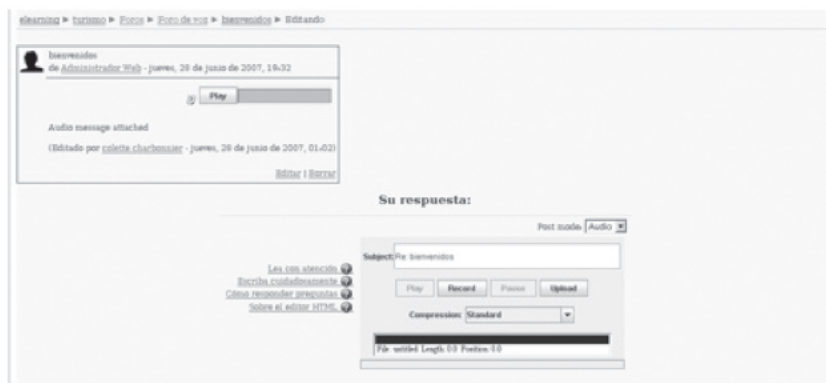 elearning ► turismo ► Foros ► Foro de voz ► bienvenidos ► Editando
bienvenidos
de Administrador Web - jueves, 28 de junio de 2007, 19:32
Play
Audio message attached
(Editado por colette charbonnier - jueves, 28 de junio de 2007, 01:02)
Editar | Borrar
Su respuesta:
Post mode: Audio
Subject: Re: bienvenidos
Lea con atención
Escriba cuidadosamente
Cómo responder preguntas
Sobre el editor HTML
Play Record Pause Upload
Compression: Standard
File: untitled Length: 0.0 Position: 0.0